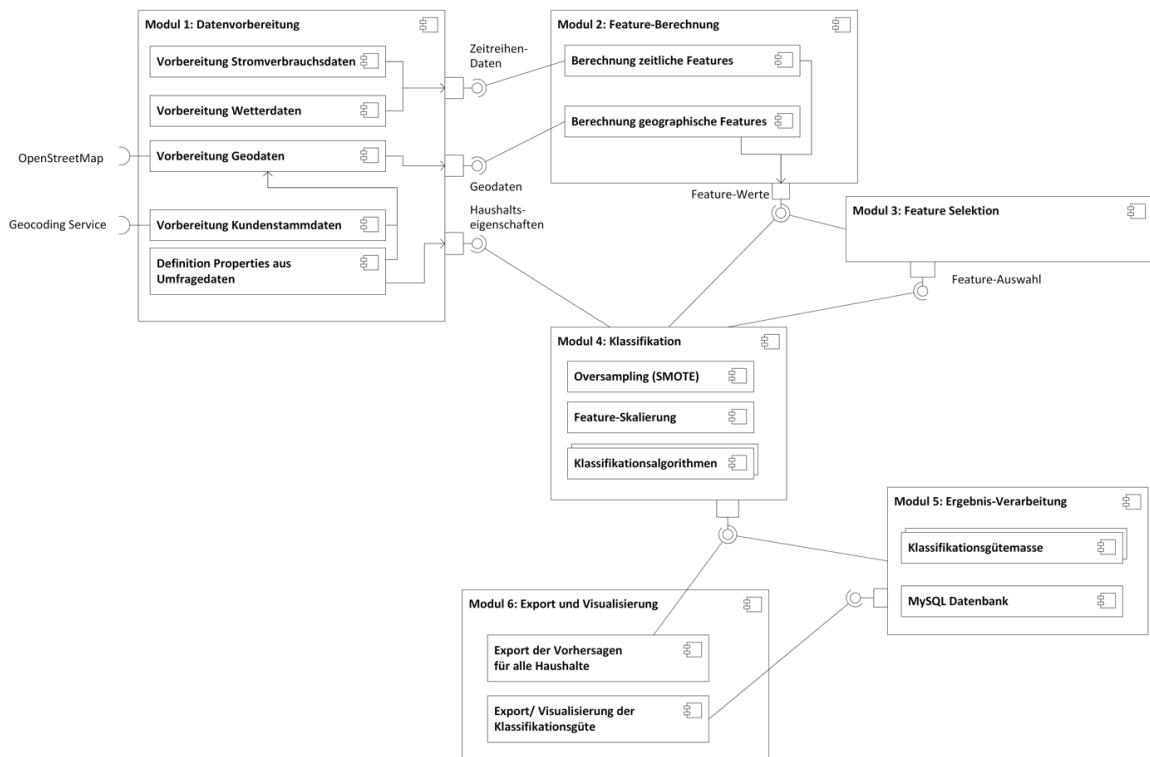 Modul 1: Datenvorbereitung
Vorbereitung Stromverbrauchsdaten
Vorbereitung Wetterdaten
Vorbereitung Geodaten
Vorbereitung Kundenstammdaten
Definition Properties aus
Umfragedaten
OpenStreetMap
Geocoding Service
Zeitreihen-
Daten
Geodaten
Haushalts-
eigenschaften
Modul 2: Feature-Berechnung
Berechnung zeitliche Features
Berechnung geographische Features
Feature-Werte
Modul 3: Feature Selektion
Feature-Auswahl
Modul 4: Klassifikation
Oversampling (SMOTE)
Feature-Skalierung
Klassifikationsalgorithmen
Modul 5: Ergebnis-Verarbeitung
Klassifikationsgütemasse
MySQL Datenbank
Modul 6: Export und Visualisierung
Export der Vorhersagen
für alle Haushalte
Export/ Visualisierung der
Klassifikationsgüte